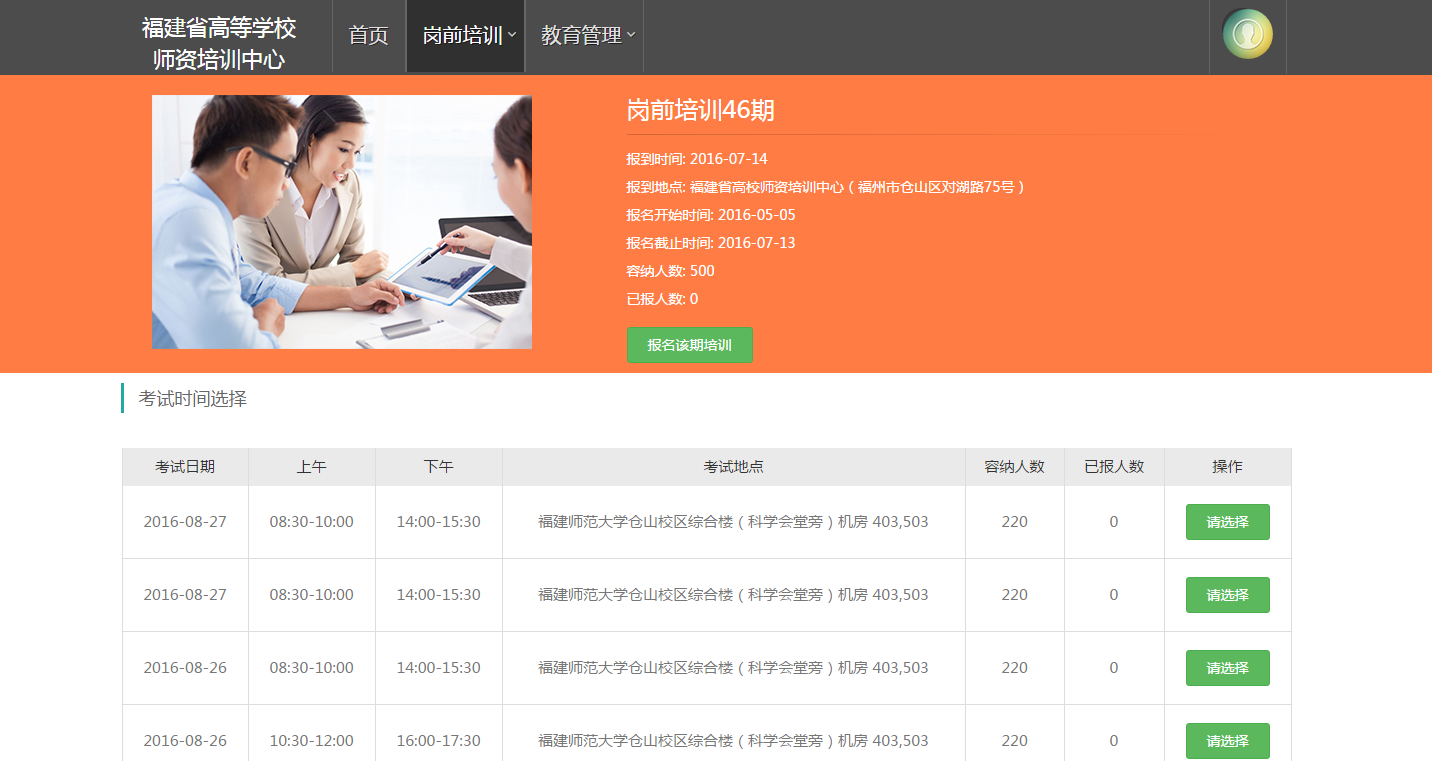 福建省高等学校
师资培训中心
首页
岗前培训
教育管理
岗前培训46期
报到时间: 2016-07-14
报到地点: 福建省高校师资培训中心（福州市仓山区对湖路75号）
报名开始时间: 2016-05-05
报名截止时间: 2016-07-13
容纳人数: 500
已报人数: 0
报名该期培训
考试时间选择
考试日期 上午 下午 考试地点 容纳人数 已报人数 操作
2016-08-27 08:30-10:00 14:00-15:30 福建师范大学仓山校区综合楼（科学会堂旁）机房 403,503 220 0 请选择
2016-08-27 08:30-10:00 14:00-15:30 福建师范大学仓山校区综合楼（科学会堂旁）机房 403,503 220 0 请选择
2016-08-26 08:30-10:00 14:00-15:30 福建师范大学仓山校区综合楼（科学会堂旁）机房 403,503 220 0 请选择
2016-08-26 10:30-12:00 16:00-17:30 福建师范大学仓山校区综合楼（科学会堂旁）机房 403,503 220 0 请选择